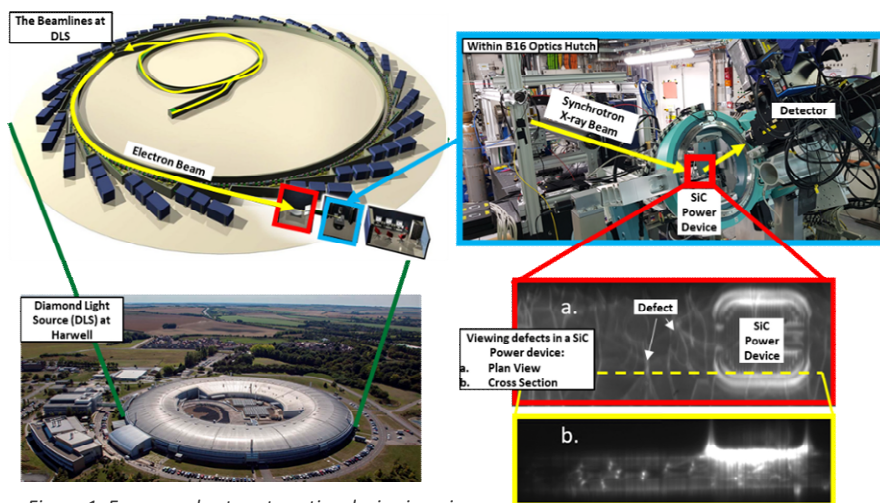 The Beamlines at
DLS
Electron Beam
Within B16 Optics Hutch
Synchrotron
X-ray Beam
Detector
SiC
Power
Device
Diamond Light
Source (DLS) at
Harwell
Viewing defects in a SiC
Power device:
a. Plan View
b. Cross Section
a.
Defect
SiC
Power
Device
b.